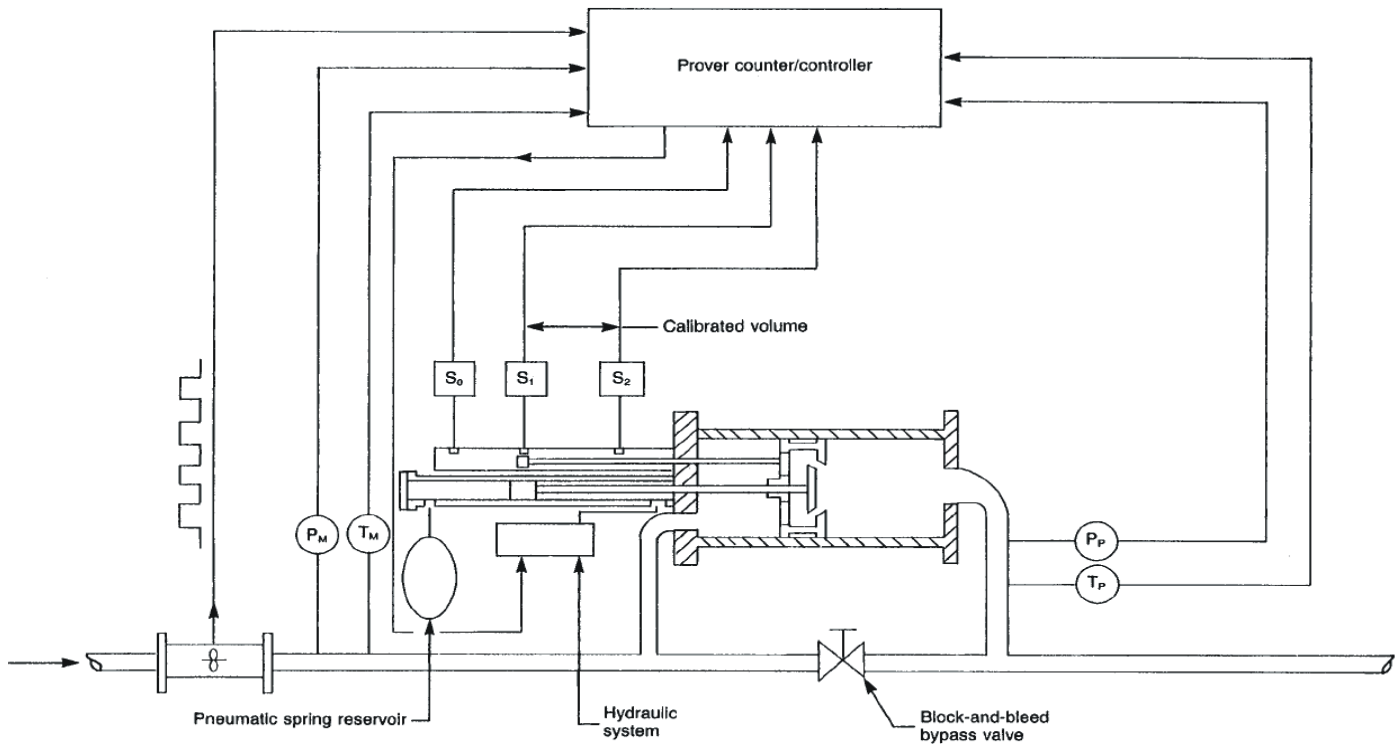 Prover counter/controller
Calibrated volume
S₀
S₁
S₂
Pₘ
Tₘ
Pₚ
Tₚ
Pneumatic spring reservoir
Hydraulic
system
Block-and-bleed
bypass valve